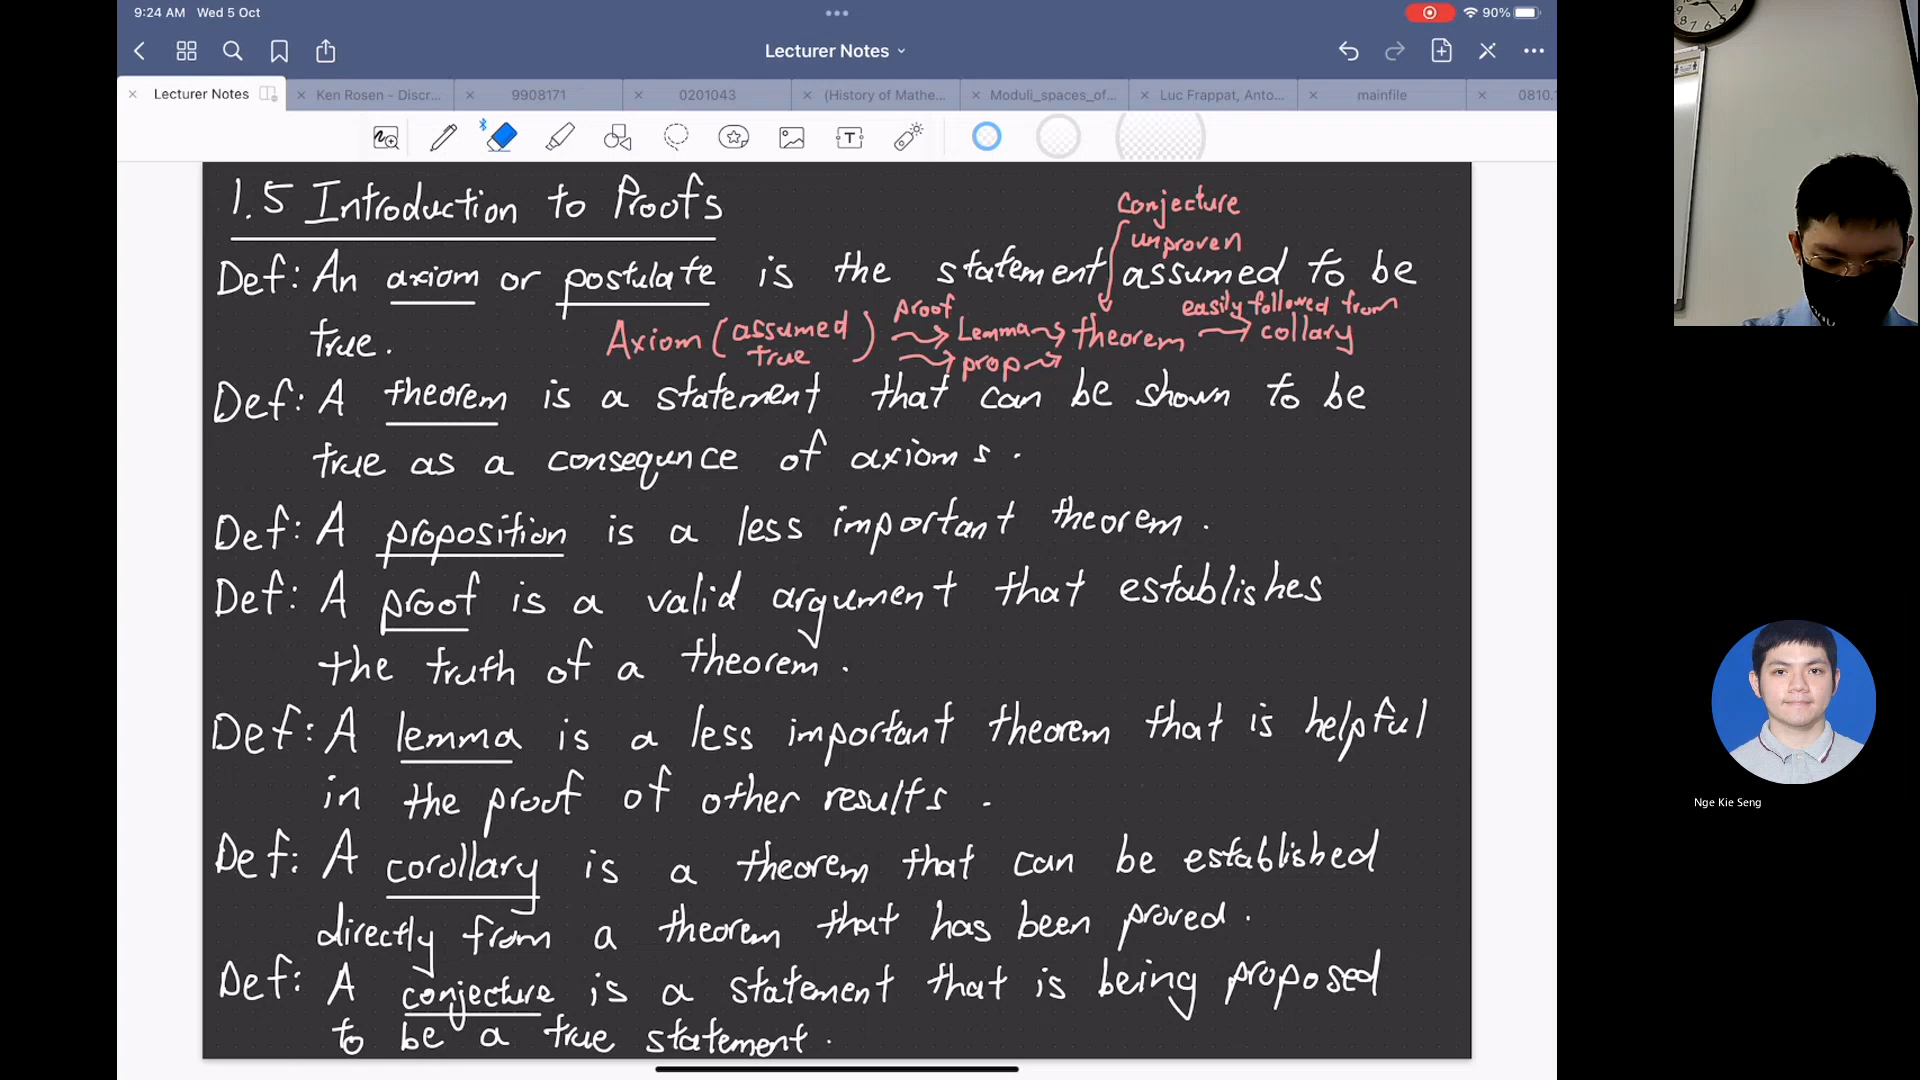 9:24 AM Wed 5 Oct
90%
Lecturer Notes
Lecturer Notes
Ken Rosen - Discr...
9908171
0201043
(History of Mathe...
Moduli_spaces_of...
Luc Frappat, Anto...
mainfile
0810.
1.5 Introduction to Proofs
Conjecture
unproven
Def: An axiom or postulate is the statement assumed to be
true.
Axiom (assumed true) proof Lemma theorem easily followed from collary
prop
Def: A theorem is a statement that can be shown to be
true as a consequnce of axioms.
Def: A proposition is a less important theorem.
Def: A proof is a valid argument that establishes
the truth of a theorem.
Def: A lemma is a less important theorem that is helpful
in the proof of other results.
Def: A corollary is a theorem that can be established
directly from a theorem that has been proved.
Def: A conjecture is a statement that is being proposed
to be a true statement.
Nge Kie Seng